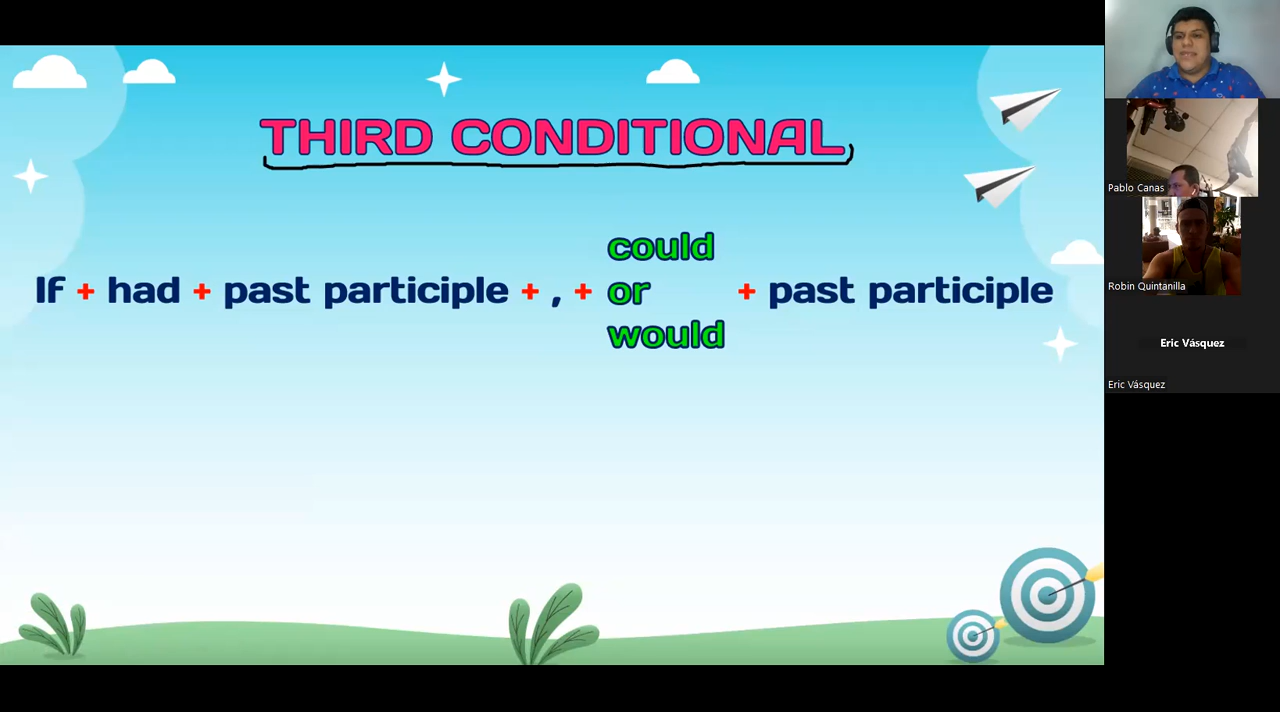 THIRD CONDITIONAL
could
If + had + past participle + , + or + past participle
would
Pablo Canas
Robin Quintanilla
Eric Vásquez
Eric Vásquez